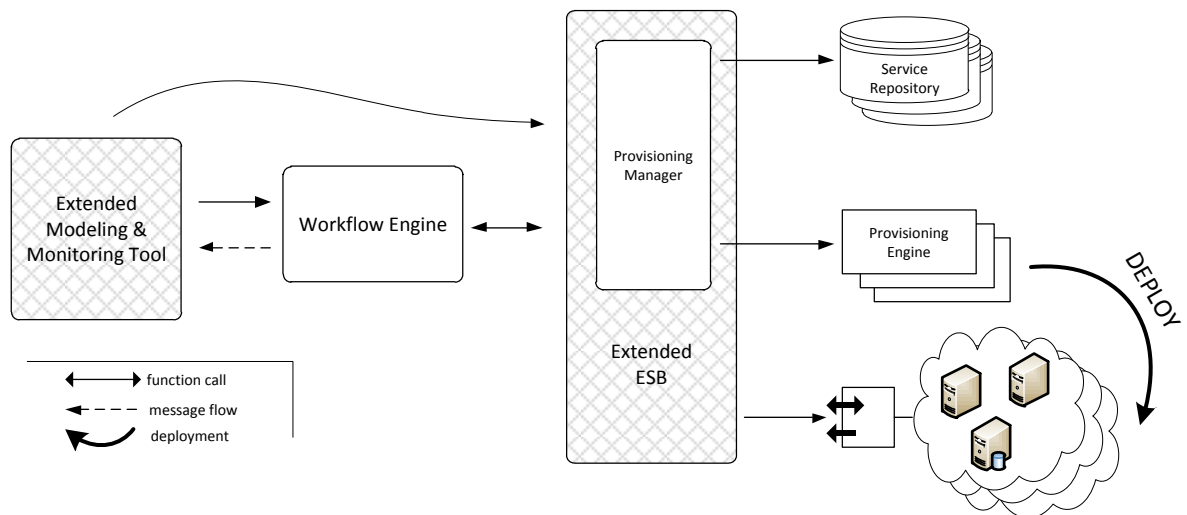 Service
Repository
Provisioning
Manager
Extended
Modeling &
Monitoring Tool
Workflow Engine
Provisioning
Engine
DEPLOY
Extended
ESB
function call
message flow
deployment